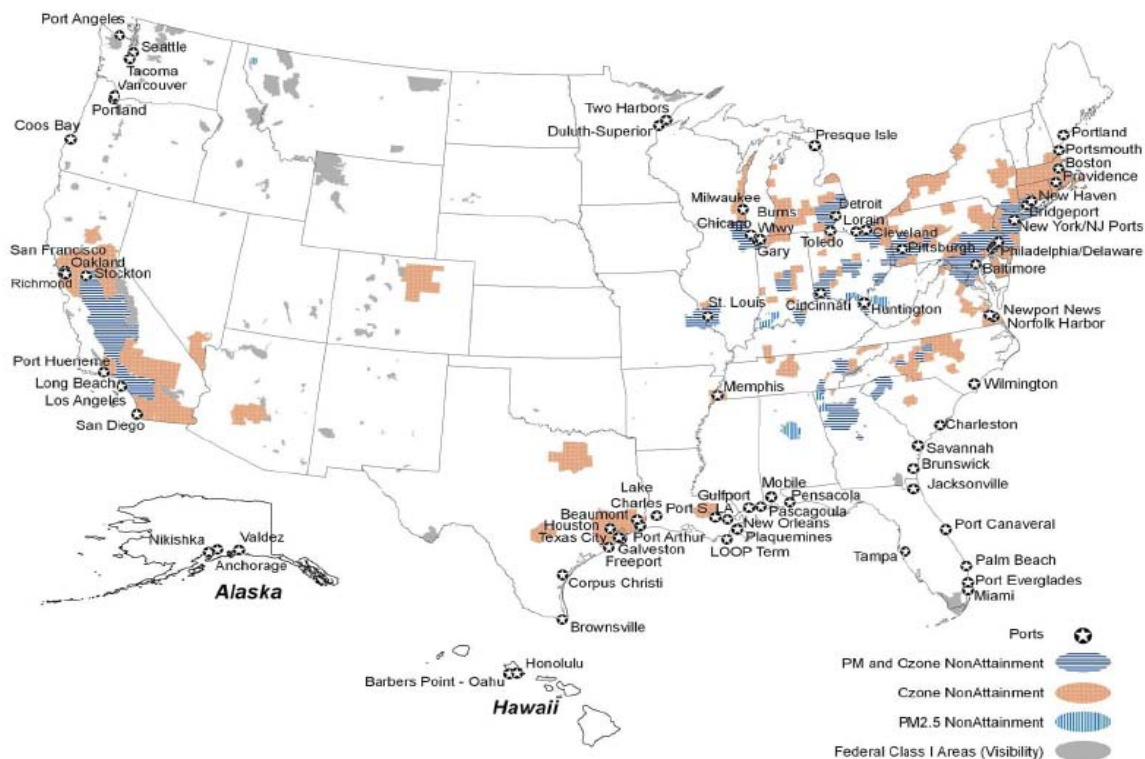 Port Angeles
Seattle
Tacoma
Vancouver
Portland
Coos Bay
Two Harbors
Duluth-Superior
Presque Isle
Portland
Portsmouth
Boston
Providence
New Haven
Bridgeport
New York/NJ Ports
Philadelphia/Delaware
Baltimore
Milwaukee
Chicago
Burns
Wtwy
Gary
Detroit
Lorain
Toledo
Cleveland
Pittsburgh
San Francisco
Oakland
Stockton
Richmond
St. Louis
Cincinnati
Huntington
Newport News
Norfolk Harbor
Port Hueneme
Long Beach
Los Angeles
San Diego
Memphis
Wilmington
Charleston
Savannah
Brunswick
Jacksonville
Port Canaveral
Tampa
Palm Beach
Port Everglades
Miami
Lake
Charles
Beaumont
Houston
Texas City
Port Arthur
Galveston
Freeport
Port S. LA
Gulfport
Mobile
Pensacola
Pascagoula
New Orleans
Plaquemines
LOOP Term
Corpus Christi
Brownsville
Nikishka
Valdez
Anchorage
Alaska
Honolulu
Barbers Point - Oahu
Hawaii
Ports
PM and Czone NonAttainment
Czone NonAttainment
PM2.5 NonAttainment
Federal Class I Areas (Visibility)